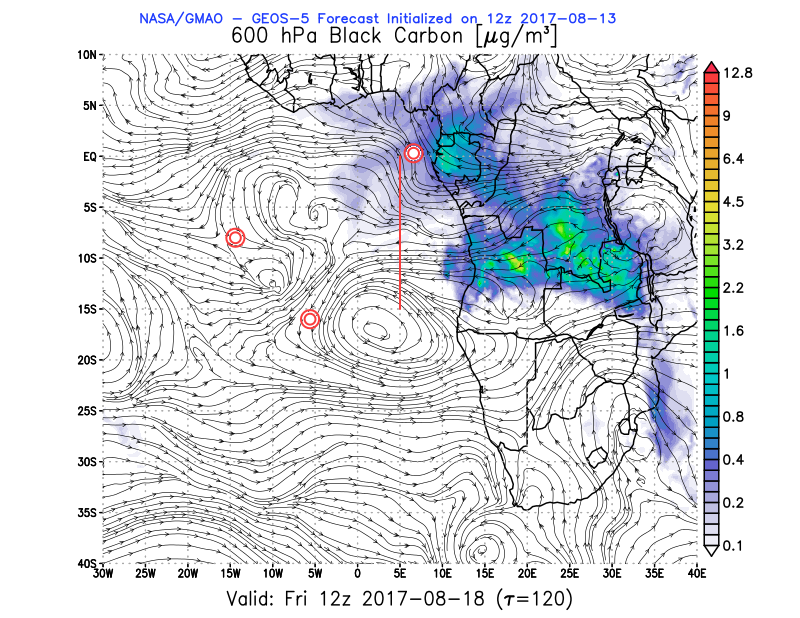 NASA/GMAO – GEOS–5 Forecast Initialized on 12z 2017–08–13
600 hPa Black Carbon [μg/m³]
10N
5N
EQ
5S
10S
15S
20S
25S
30S
35S
40S
30W 25W 20W 15W 10W 5W 0 5E 10E 15E 20E 25E 30E 35E 40E
12.8
9
6.4
4.5
3.2
2.2
1.6
1
0.8
0.4
0.2
0.1
Valid: Fri 12z 2017–08–18 (τ=120)